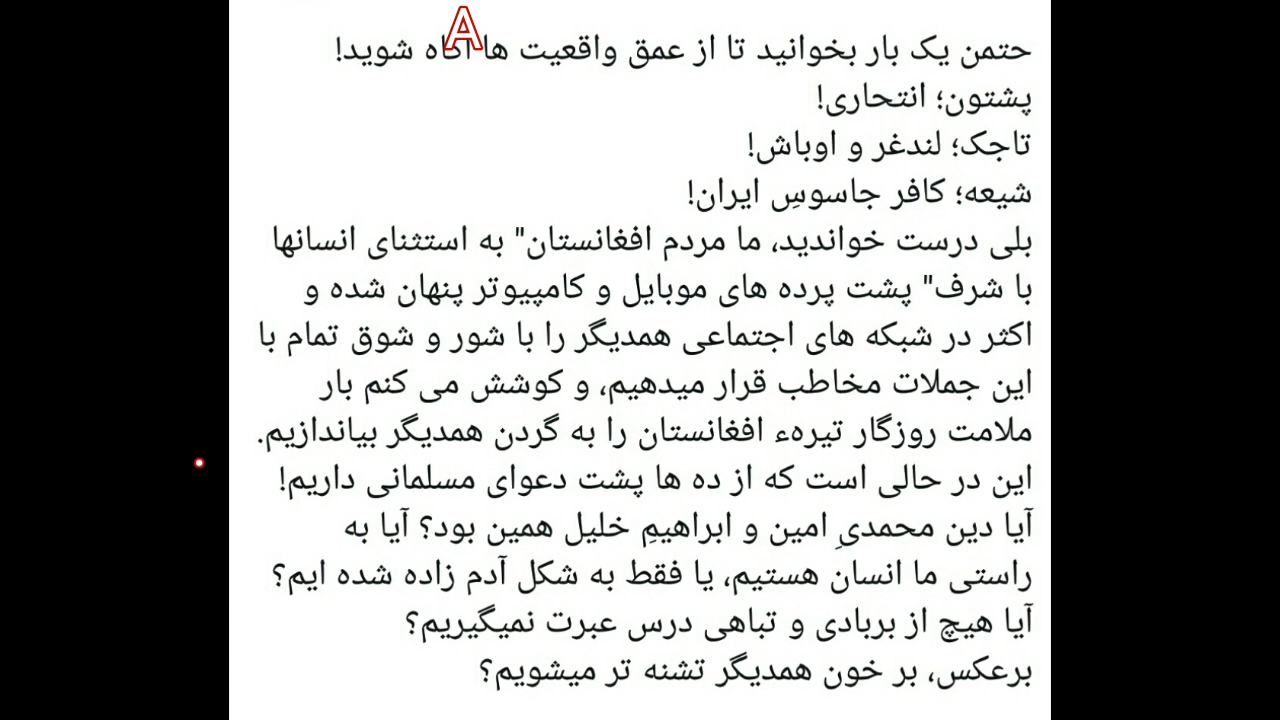 A
حتمن یک بار بخوانید تا از عمق واقعیت ها آگاه شوید!
پشتون؛ انتحاری!
تاجک؛ لندغر و اوباش!
شیعه؛ کافر جاسوسِ ایران!
بلی درست خواندید، ما مردم افغانستان" به استثنای انسانها
با شرف" پشت پرده های موبایل و کامپیوتر پنهان شده و
اکثر در شبکه های اجتماعی همدیگر را با شور و شوق تمام با
این جملات مخاطب قرار میدهیم، و کوشش می کنم بار
ملامت روزگار تیرهء افغانستان را به گردن همدیگر بیاندازیم.
این در حالی است که از ده ها پشت دعوای مسلمانی داریم!
آیا دین محمدیِ امین و ابراهیمِ خلیل همین بود؟ آیا به
راستی ما انسان هستیم، یا فقط به شکل آدم زاده شده ایم؟
آیا هیچ از بربادی و تباهی درس عبرت نمیگیریم؟
برعکس، بر خون همدیگر تشنه تر میشویم؟